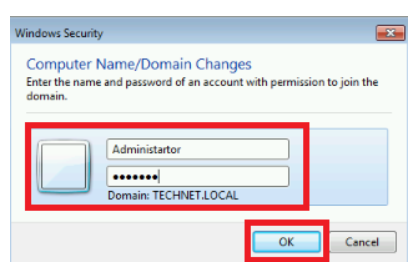 Windows Security
Computer Name/Domain Changes
Enter the name and password of an account with permission to join the
domain.
Administartor
•••••••
Domain: TECHNET.LOCAL
OK Cancel